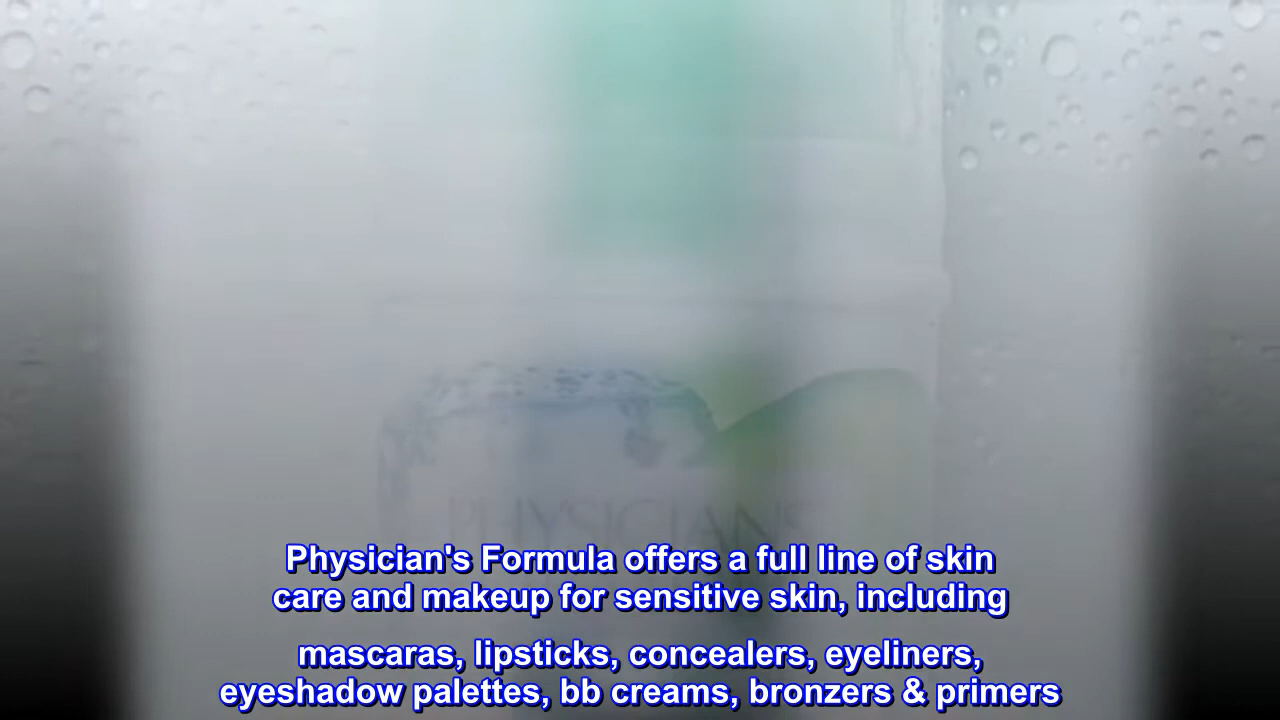 PHYSICIANS
Physician's Formula offers a full line of skin
care and makeup for sensitive skin, including
mascaras, lipsticks, concealers, eyeliners,
eyeshadow palettes, bb creams, bronzers & primers